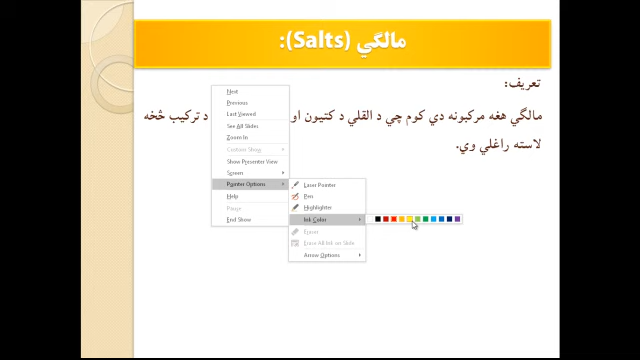 مالګي (Salts):
تعریف:
مالګي هغه مرکبونه دي کوم چي د القلي د کتیون او د ترکیب څخه
لاسته راغلي وي.
Next
Previous
Last Viewed
See All Slides
Zoom In
Custom Show
Show Presenter View
Screen
Pointer Options
Help
Pause
End Show
Laser Pointer
Pen
Highlighter
Ink Color
Eraser
Erase All Ink on Slide
Arrow Options